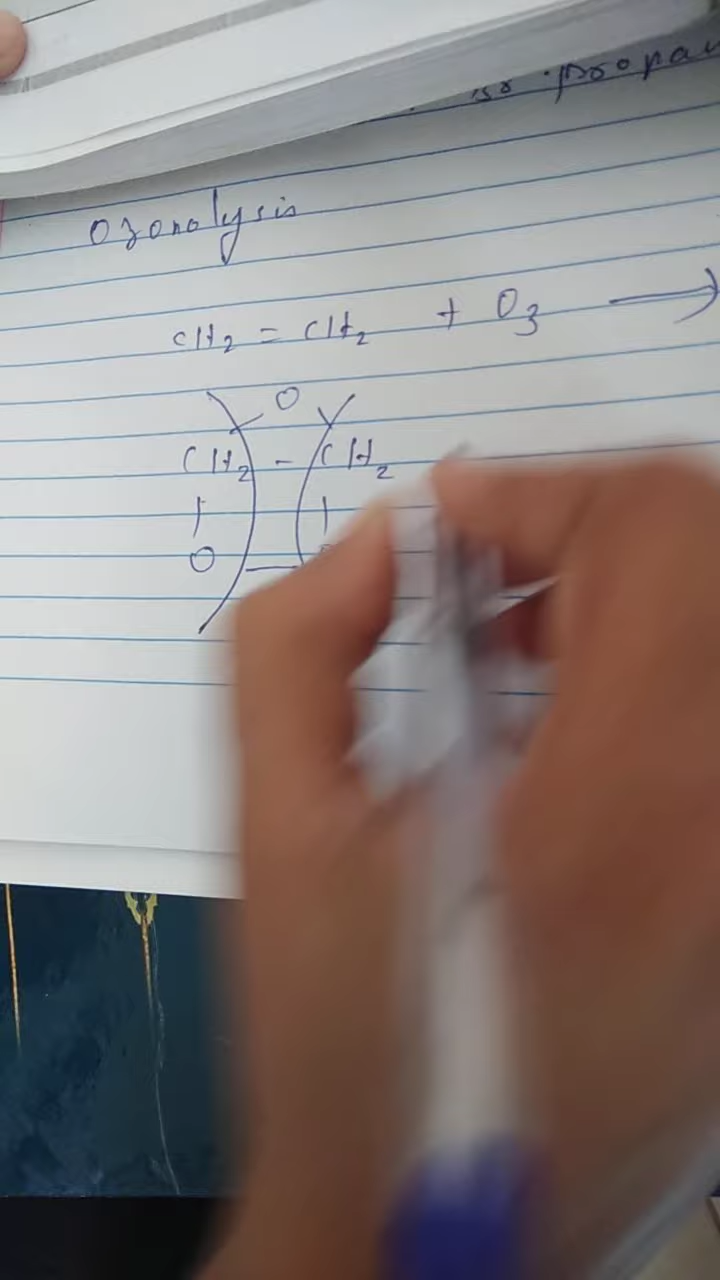 Ozonolysis
CH2 = CH2 + O3 →
O
CH2 - CH2
| |
O —